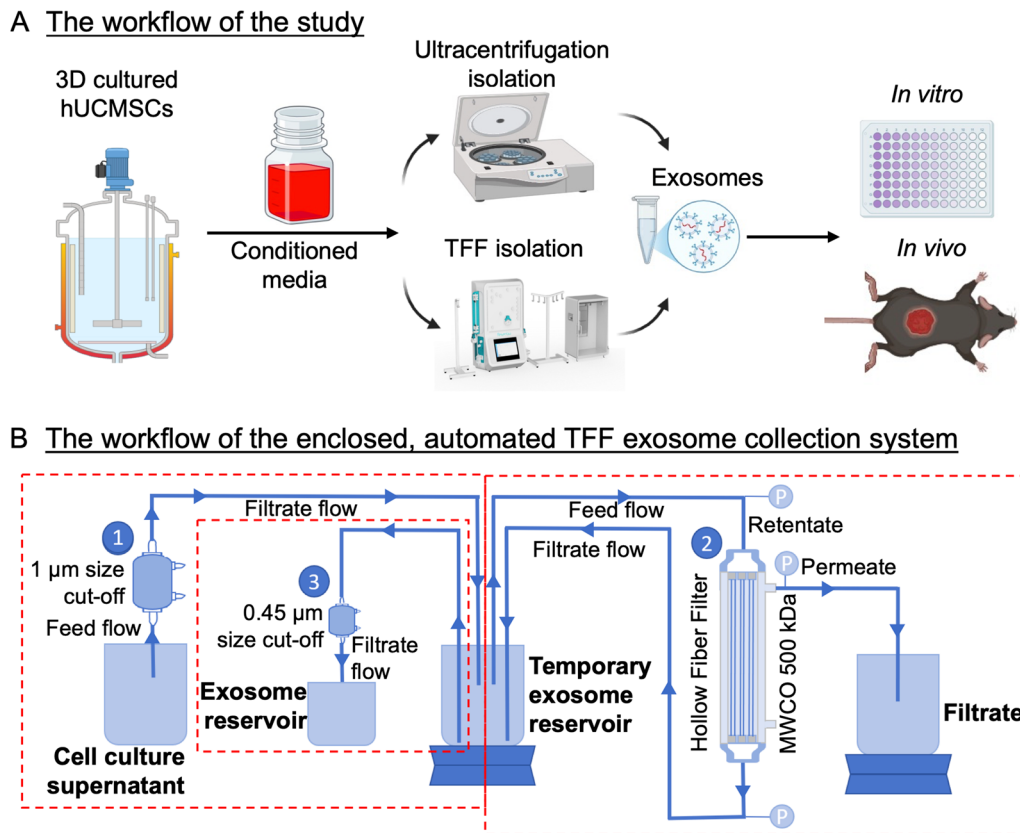 A The workflow of the study
3D cultured
hUCMSCs
Conditioned
media
Ultracentrifugation
isolation
TFF isolation
Exosomes
In vitro
In vivo
B The workflow of the enclosed, automated TFF exosome collection system
1
1 μm size
cut-off
Feed flow
Cell culture
supernatant
Filtrate flow
3
0.45 μm
size cut-off
Filtrate
flow
Exosome
reservoir
Feed flow
Filtrate flow
Temporary
exosome
reservoir
P
Retentate
2
P
Permeate
Hollow Fiber Filter
MWCO 500 kDa
P
Filtrate